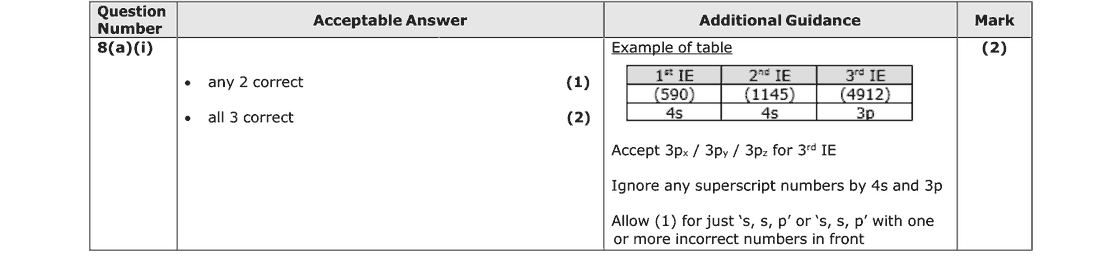 Question Number
Acceptable Answer
Additional Guidance
Mark
8(a)(i)
• any 2 correct (1)
• all 3 correct (2)
Example of table
1st IE 2nd IE 3rd IE
(590) (1145) (4912)
4s 4s 3p
Accept 3px / 3py / 3pz for 3rd IE
Ignore any superscript numbers by 4s and 3p
Allow (1) for just ‘s, s, p’ or ‘s, s, p’ with one
or more incorrect numbers in front
(2)